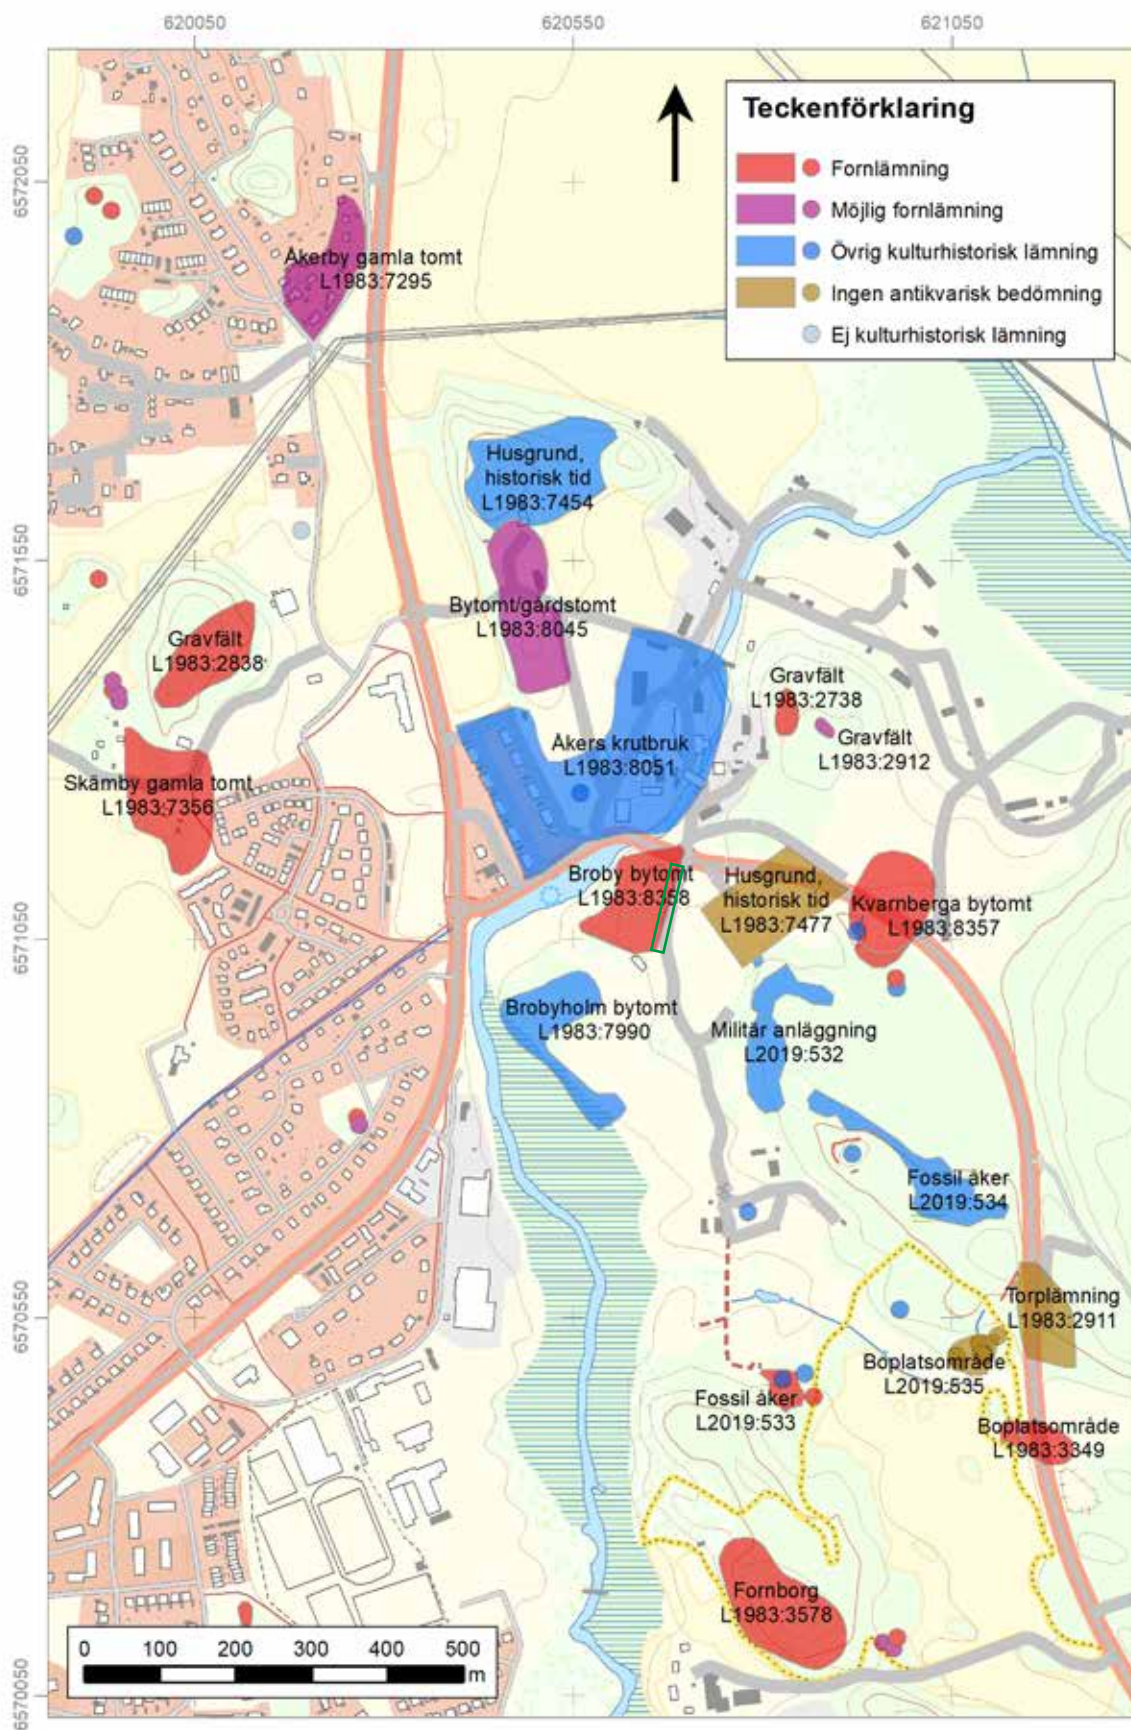 620050
620550
621050
6572050
6571550
6571050
6570550
6570050
Teckenförklaring
Fornlämning
Möjlig fornlämning
Övrig kulturhistorisk lämning
Ingen antikvarisk bedömning
Ej kulturhistorisk lämning
Åkerby gamla tomt
L1983:7295
Husgrund,
historisk tid
L1983:7454
Bytomt/gårdstomt
L1983:8045
Gravfält
L1983:2838
Gravfält
L1983:2738
Gravfält
L1983:2912
Åkers krutbruk
L1983:8051
Skämby gamla tomt
L1983:7356
Broby bytomt
L1983:8358
Husgrund,
historisk tid
L1983:7477
Kvarnberga bytomt
L1983:8357
Brobyholm bytomt
L1983:7990
Militär anläggning
L2019:532
Fossil åker
L2019:534
Torplämning
L1983:2911
Boplatsområde
L2019:535
Fossil åker
L2019:533
Boplatsområde
L1983:3349
Fornborg
L1983:3578
0 100 200 300 400 500
m